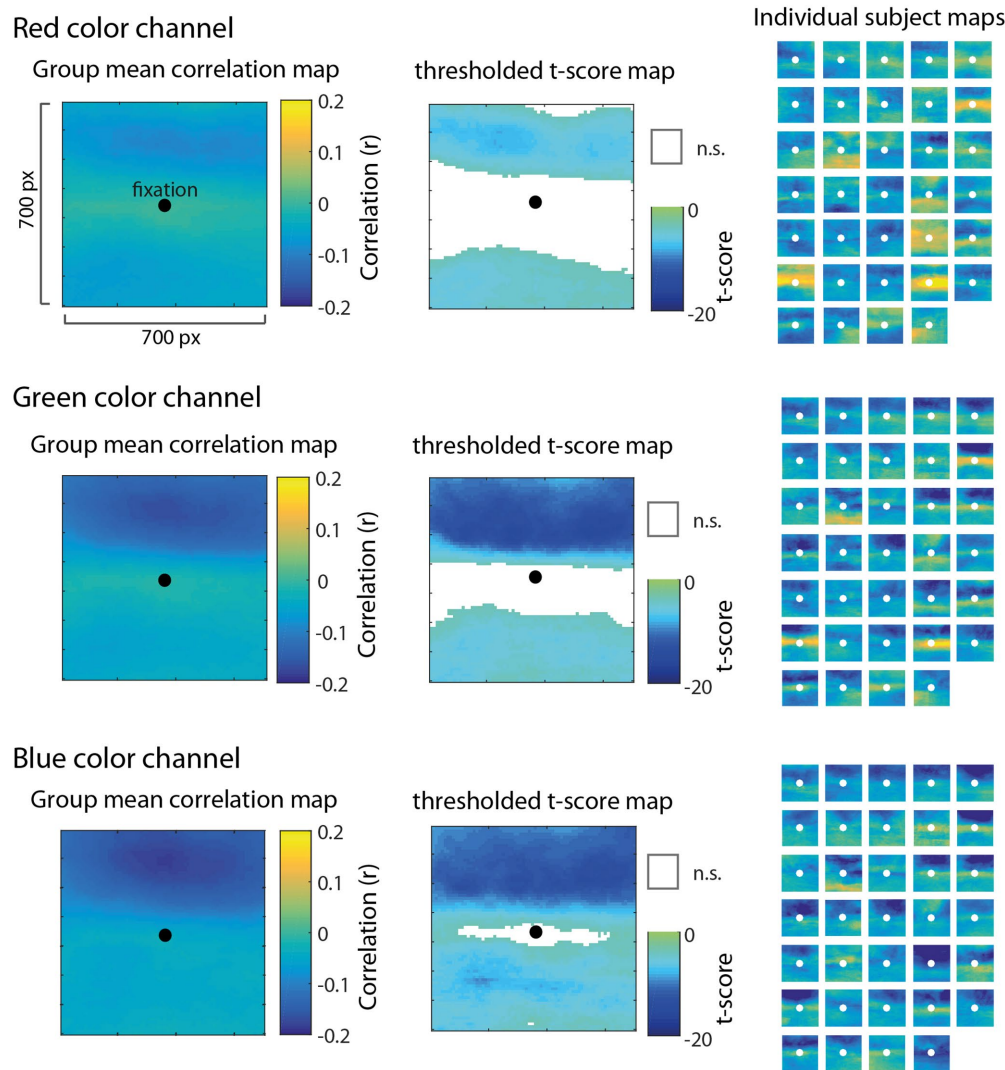 Individual subject maps
Red color channel
Group mean correlation map
thresholded t-score map
700 px
700 px
fixation
0.2
0.1
0
-0.1
-0.2
Correlation (r)
n.s.
0
-20
t-score
Green color channel
Group mean correlation map
thresholded t-score map
0.2
0.1
0
-0.1
-0.2
Correlation (r)
n.s.
0
-20
t-score
Blue color channel
Group mean correlation map
thresholded t-score map
0.2
0.1
0
-0.1
-0.2
Correlation (r)
n.s.
0
-20
t-score